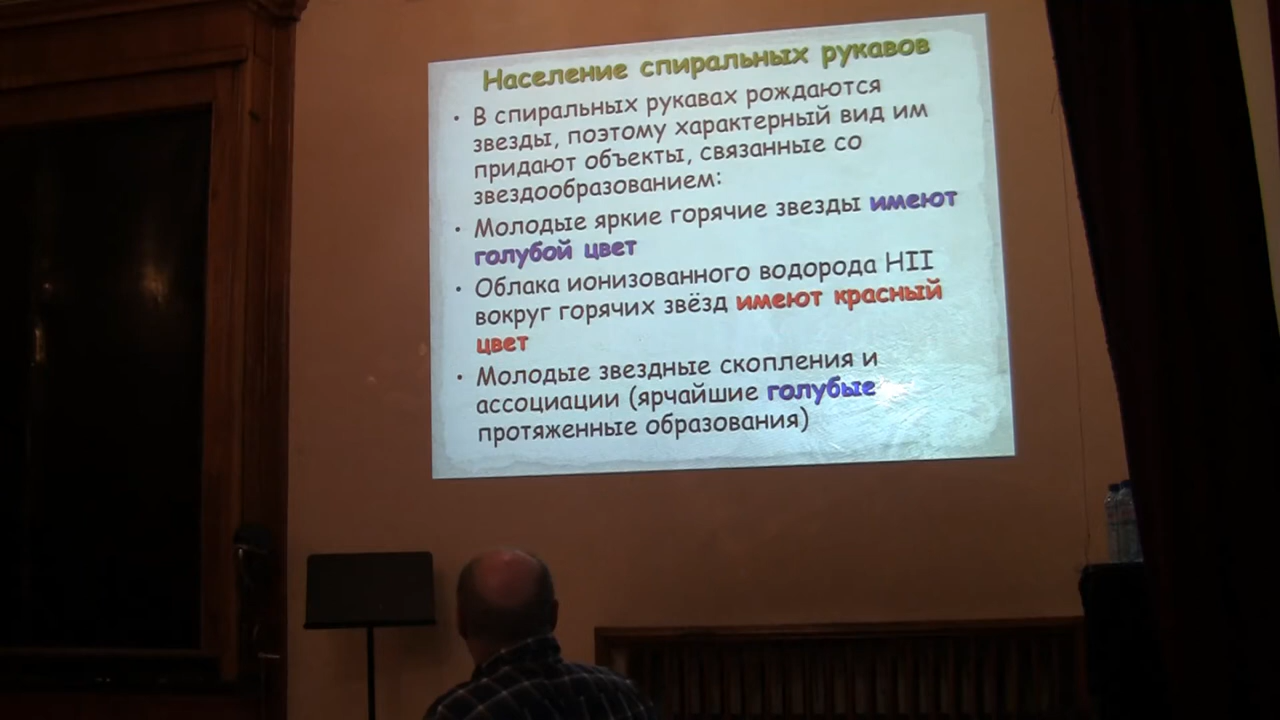 Население спиральных рукавов
• В спиральных рукавах рождаются
звезды, поэтому характерный вид им
придают объекты, связанные со
звездообразованием:
• Молодые яркие горячие звезды имеют
голубой цвет
• Облака ионизованного водорода HII
вокруг горячих звёзд имеют красный
цвет
• Молодые звездные скопления и
ассоциации (ярчайшие голубые
протяженные образования)